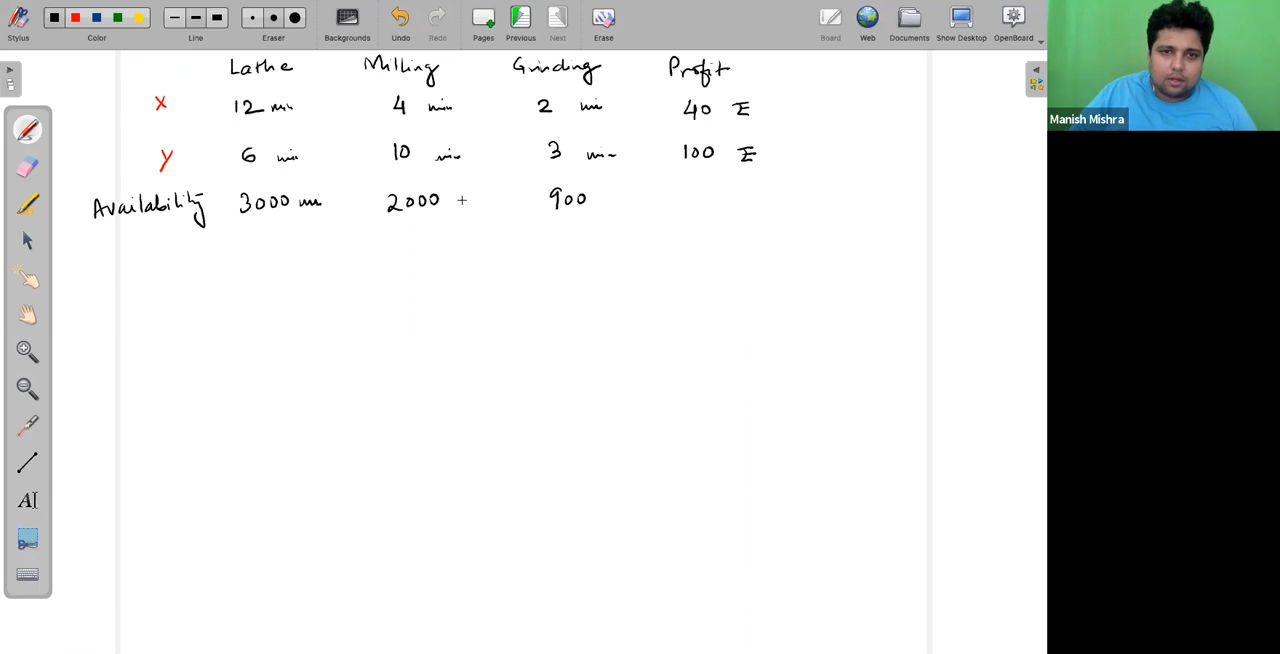 Stylus Color Line Eraser Backgrounds Undo Redo Pages Previous Next Erase Board Web Documents Show Desktop OpenBoard
Lathe Milling Grinding Profit
x 12 min 4 min 2 min 40
y 6 min 10 min 3 min 100
Availability 3000 min 2000 900
Manish Mishra